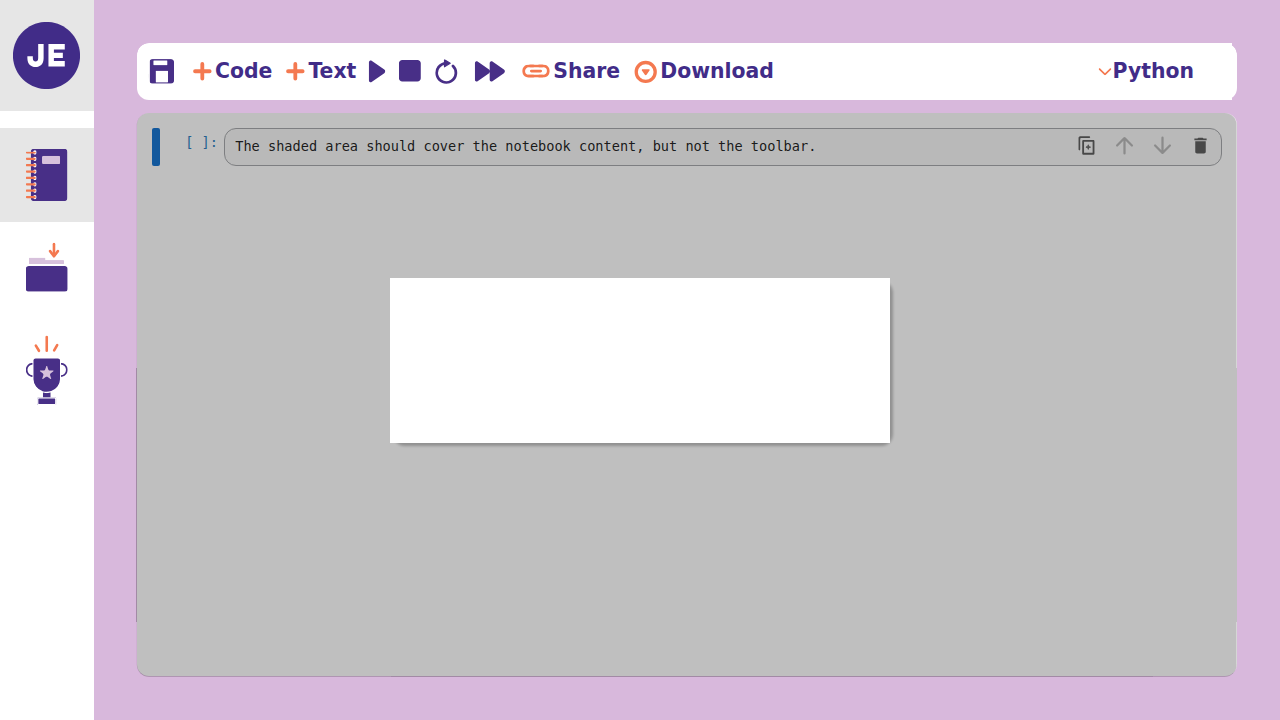 JE
Code
Text
Share
Download
Python
[ ]:
The shaded area should cover the notebook content, but not the toolbar.